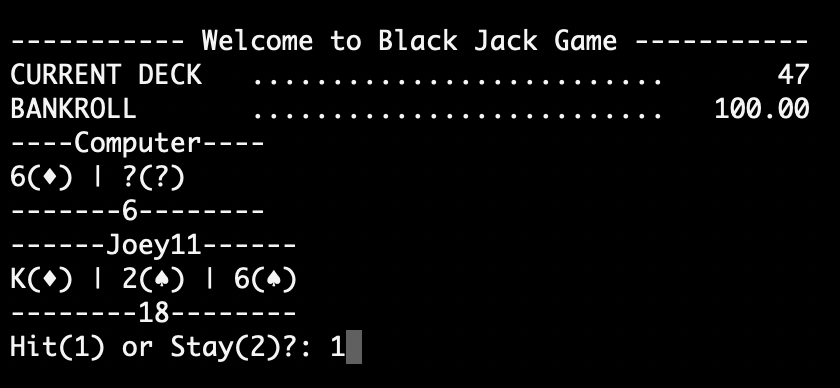 ----------- Welcome to Black Jack Game -----------
CURRENT DECK   ..........................      47
BANKROLL       ..........................  100.00
----Computer----
6(♦) | ?(?)
-------6--------
------Joey11------
K(♦) | 2(♠) | 6(♠)
--------18--------
Hit(1) or Stay(2)?: 1